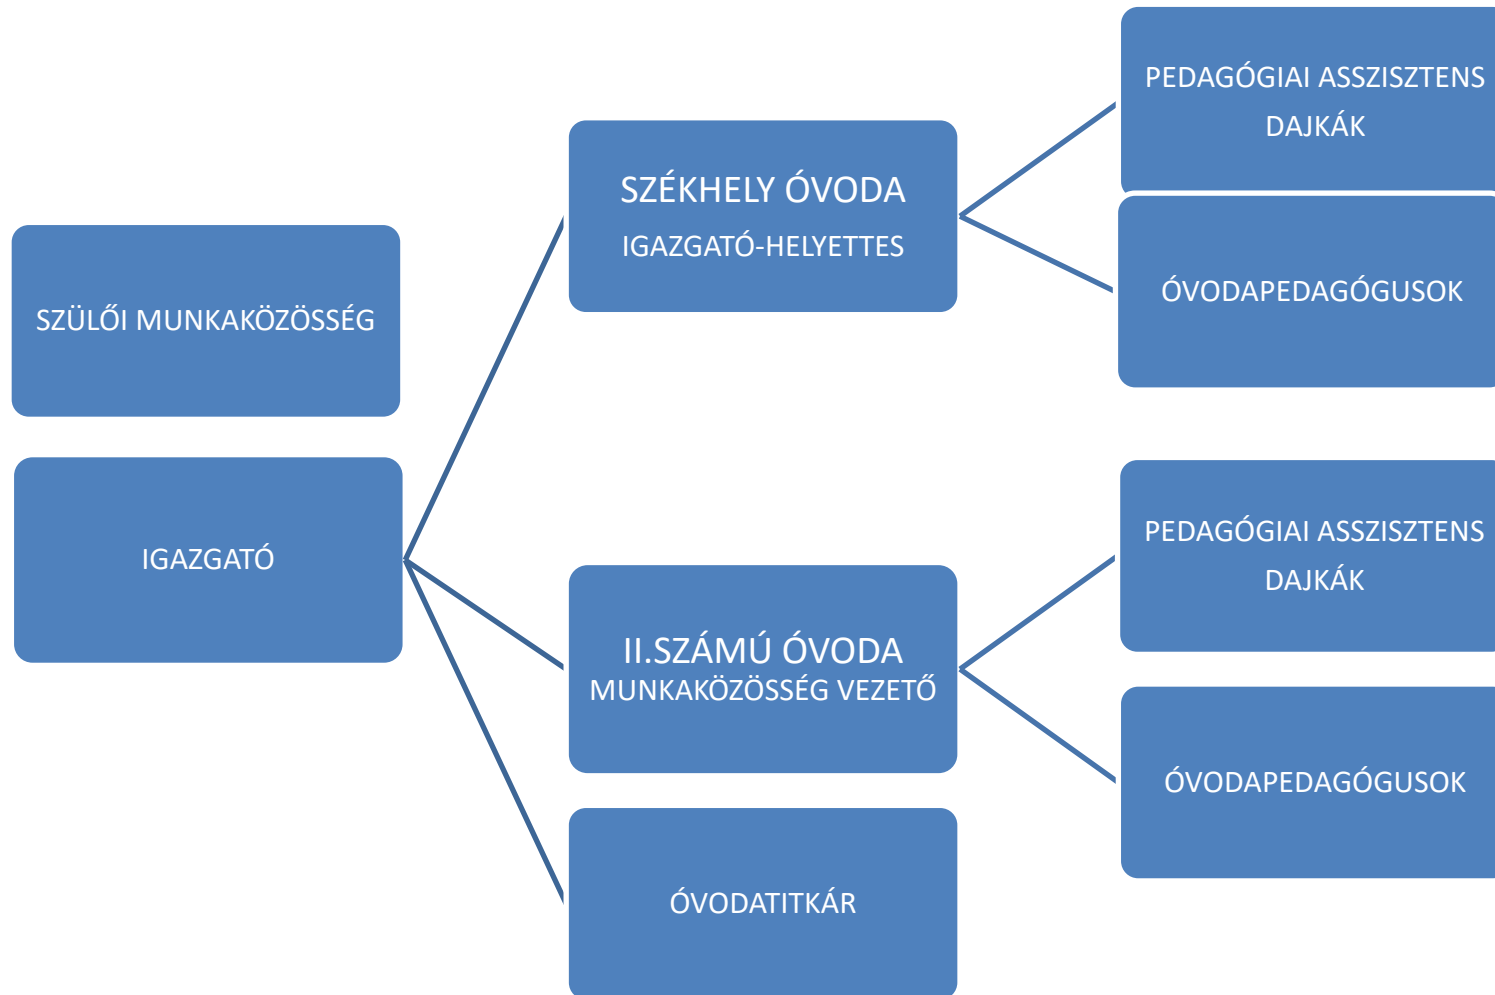 SZÜLŐI MUNKAKÖZÖSSÉG
IGAZGATÓ
SZÉKHELY ÓVODA
IGAZGATÓ-HELYETTES
II.SZÁMÚ ÓVODA
MUNKAKÖZÖSSÉG VEZETŐ
ÓVODATITKÁR
PEDAGÓGIAI ASSZISZTENS
DAJKÁK
ÓVODAPEDAGÓGUSOK
PEDAGÓGIAI ASSZISZTENS
DAJKÁK
ÓVODAPEDAGÓGUSOK